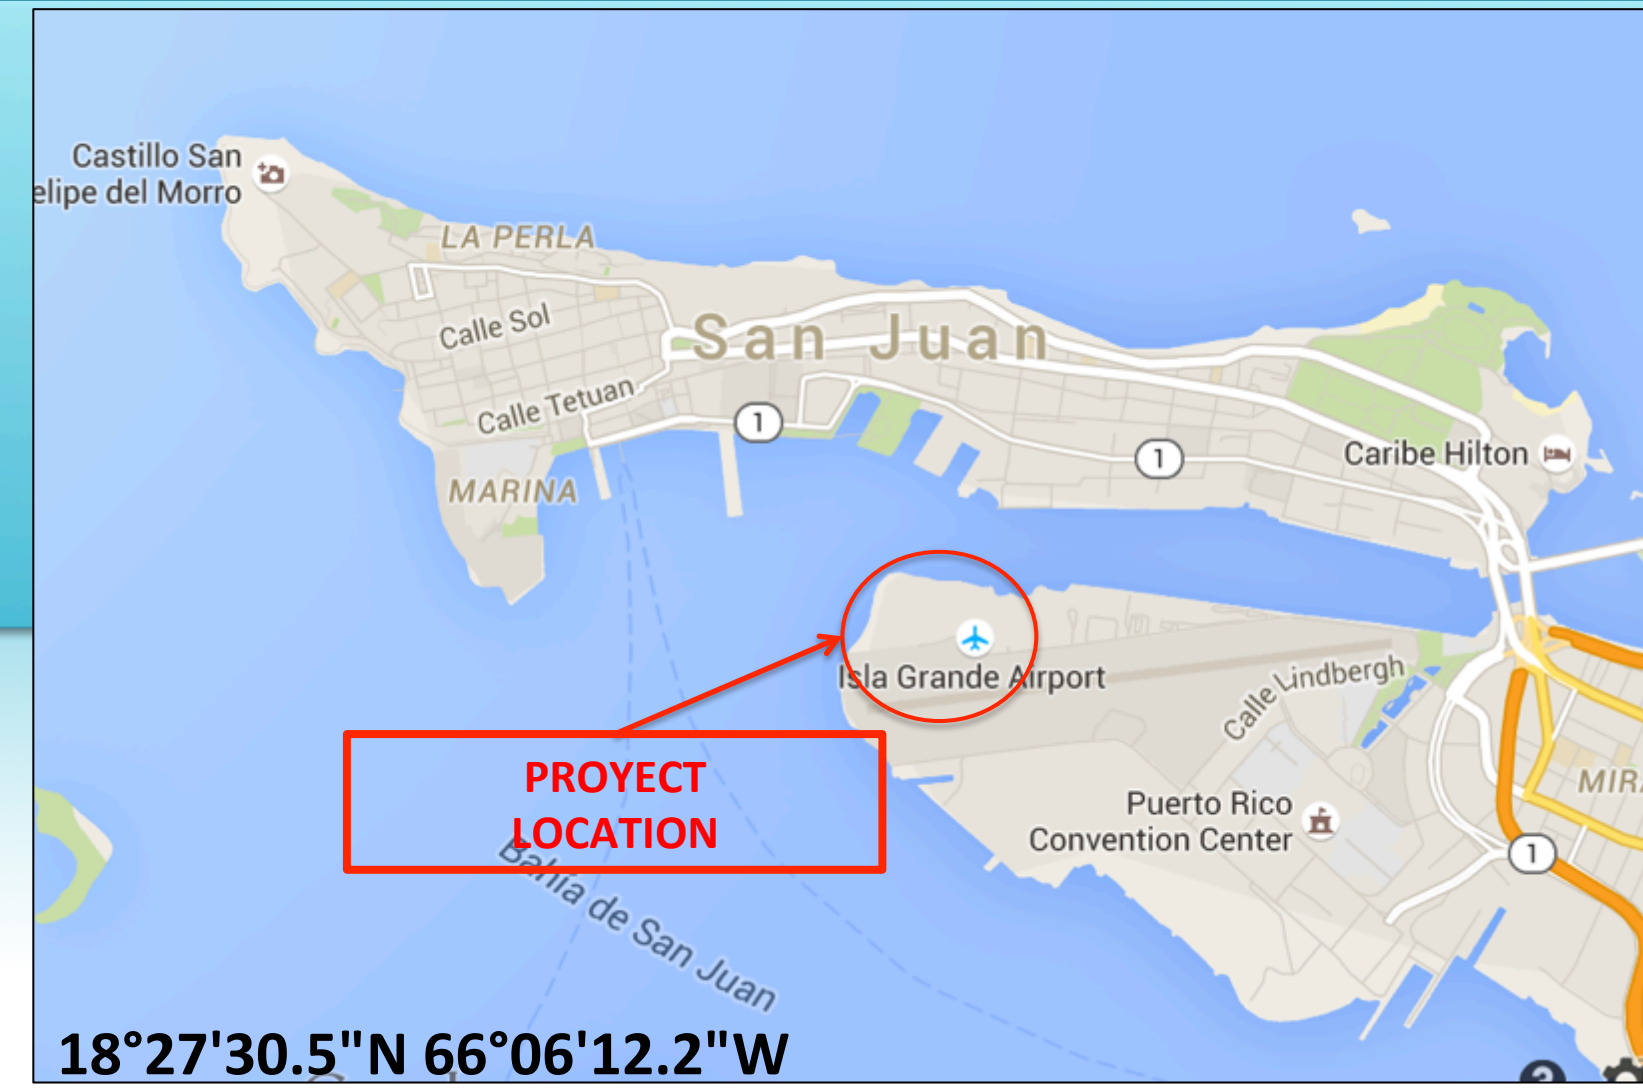 Castillo San
elipe del Morro
LA PERLA
Calle Sol
San Juan
Calle Tetuan
1
1
Caribe Hilton
MARINA
Isla Grande Airport
Calle Lindbergh
PROYECT
LOCATION
Puerto Rico
Convention Center
MIR
1
Bahía de San Juan
18°27'30.5"N 66°06'12.2"W
?